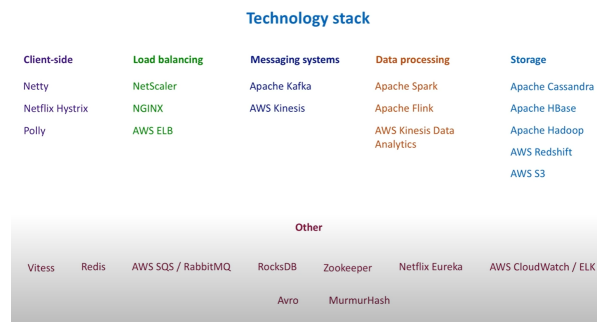 Technology stack
Client-side
Load balancing
Messaging systems
Data processing
Storage
Netty
NetScaler
Apache Kafka
Apache Spark
Apache Cassandra
Netflix Hystrix
NGINX
AWS Kinesis
Apache Flink
Apache HBase
Polly
AWS ELB
AWS Kinesis Data
Analytics
Apache Hadoop
AWS Redshift
AWS S3
Other
Vitess
Redis
AWS SQS / RabbitMQ
RocksDB
Zookeeper
Netflix Eureka
AWS CloudWatch / ELK
Avro
MurmurHash